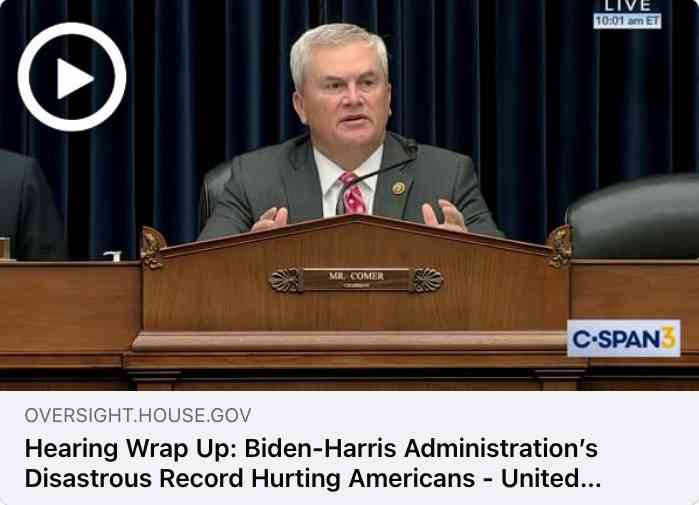 LIVE
10:01 am ET
MR. COMER
CHAIRMAN
C·SPAN3
OVERSIGHT.HOUSE.GOV
Hearing Wrap Up: Biden-Harris Administration’s
Disastrous Record Hurting Americans - United...